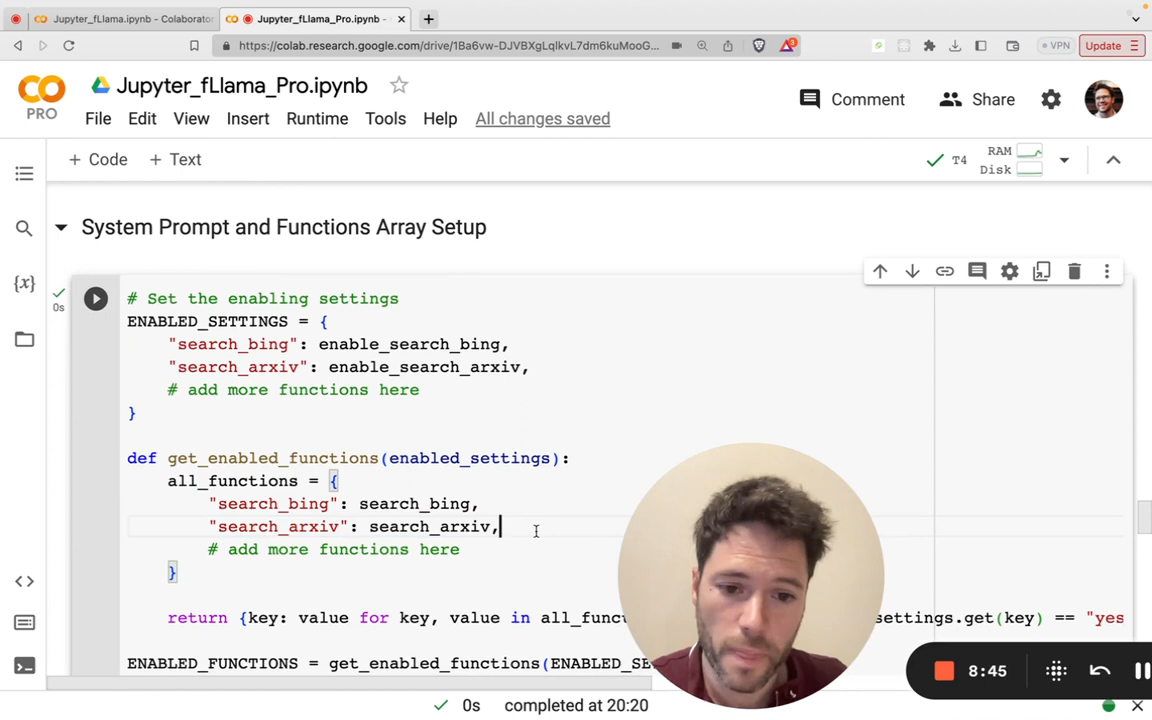 Jupyter_fLlama.ipynb - Colaborator
Jupyter_fLlama_Pro.ipynb -
https://colab.research.google.com/drive/1Ba6vw-DJVBXgLqlkvL7dm6kuMooG...
3
VPN
Update
PRO
Jupyter_fLlama_Pro.ipynb
File Edit View Insert Runtime Tools Help All changes saved
Comment
Share
+ Code + Text
T4
RAM
Disk
System Prompt and Functions Array Setup
0s
# Set the enabling settings
ENABLED_SETTINGS = {
"search_bing": enable_search_bing,
"search_arxiv": enable_search_arxiv,
# add more functions here
}
def get_enabled_functions(enabled_settings):
all_functions = {
"search_bing": search_bing,
"search_arxiv": search_arxiv,
# add more functions here
}
return {key: value for key, value in all_funct
settings.get(key) == "yes
ENABLED_FUNCTIONS = get_enabled_functions(ENABLED_SE
8:45
0s completed at 20:20